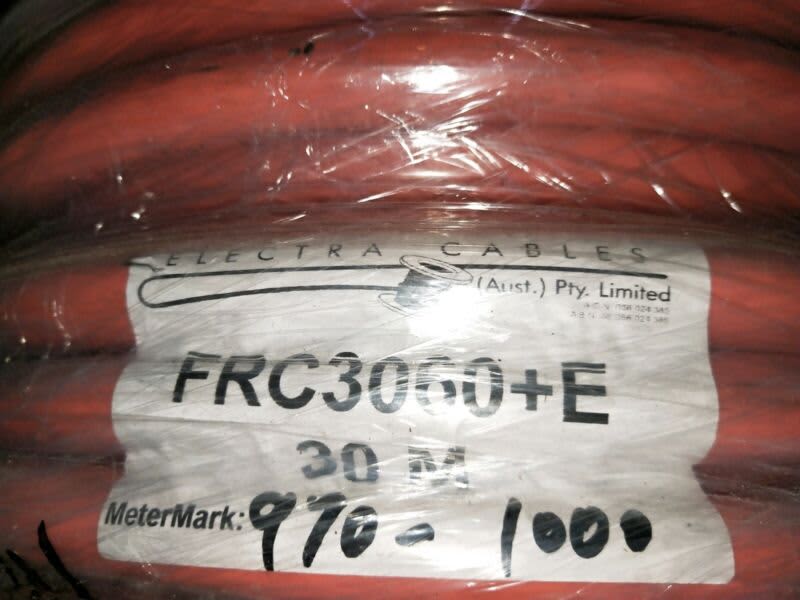 ELECTRA CABLES
(Aust.) Pty. Limited
FRC3060+E
30 M
MeterMark: 970 - 1000